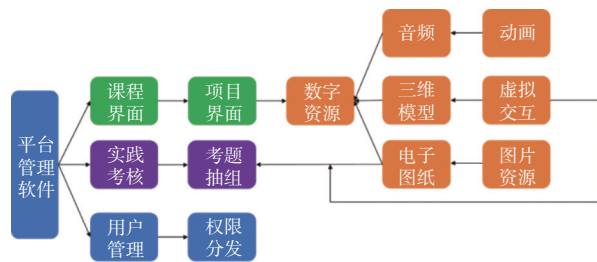 音频
动画
课程
界面
项目
界面
数字
资源
三维
模型
虚拟
交互
平台
管理
软件
实践
考核
考题
抽组
电子
图纸
图片
资源
用户
管理
权限
分发